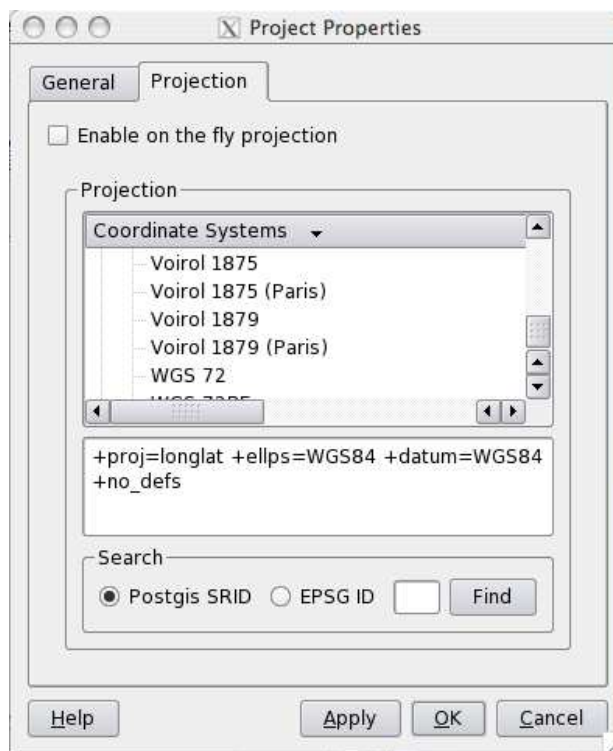 Project Properties
General
Projection
Enable on the fly projection
Projection
Coordinate Systems
Voirol 1875
Voirol 1875 (Paris)
Voirol 1879
Voirol 1879 (Paris)
WGS 72
+proj=longlat +ellps=WGS84 +datum=WGS84
+no_defs
Search
Postgis SRID
EPSG ID
Find
Help
Apply
OK
Cancel